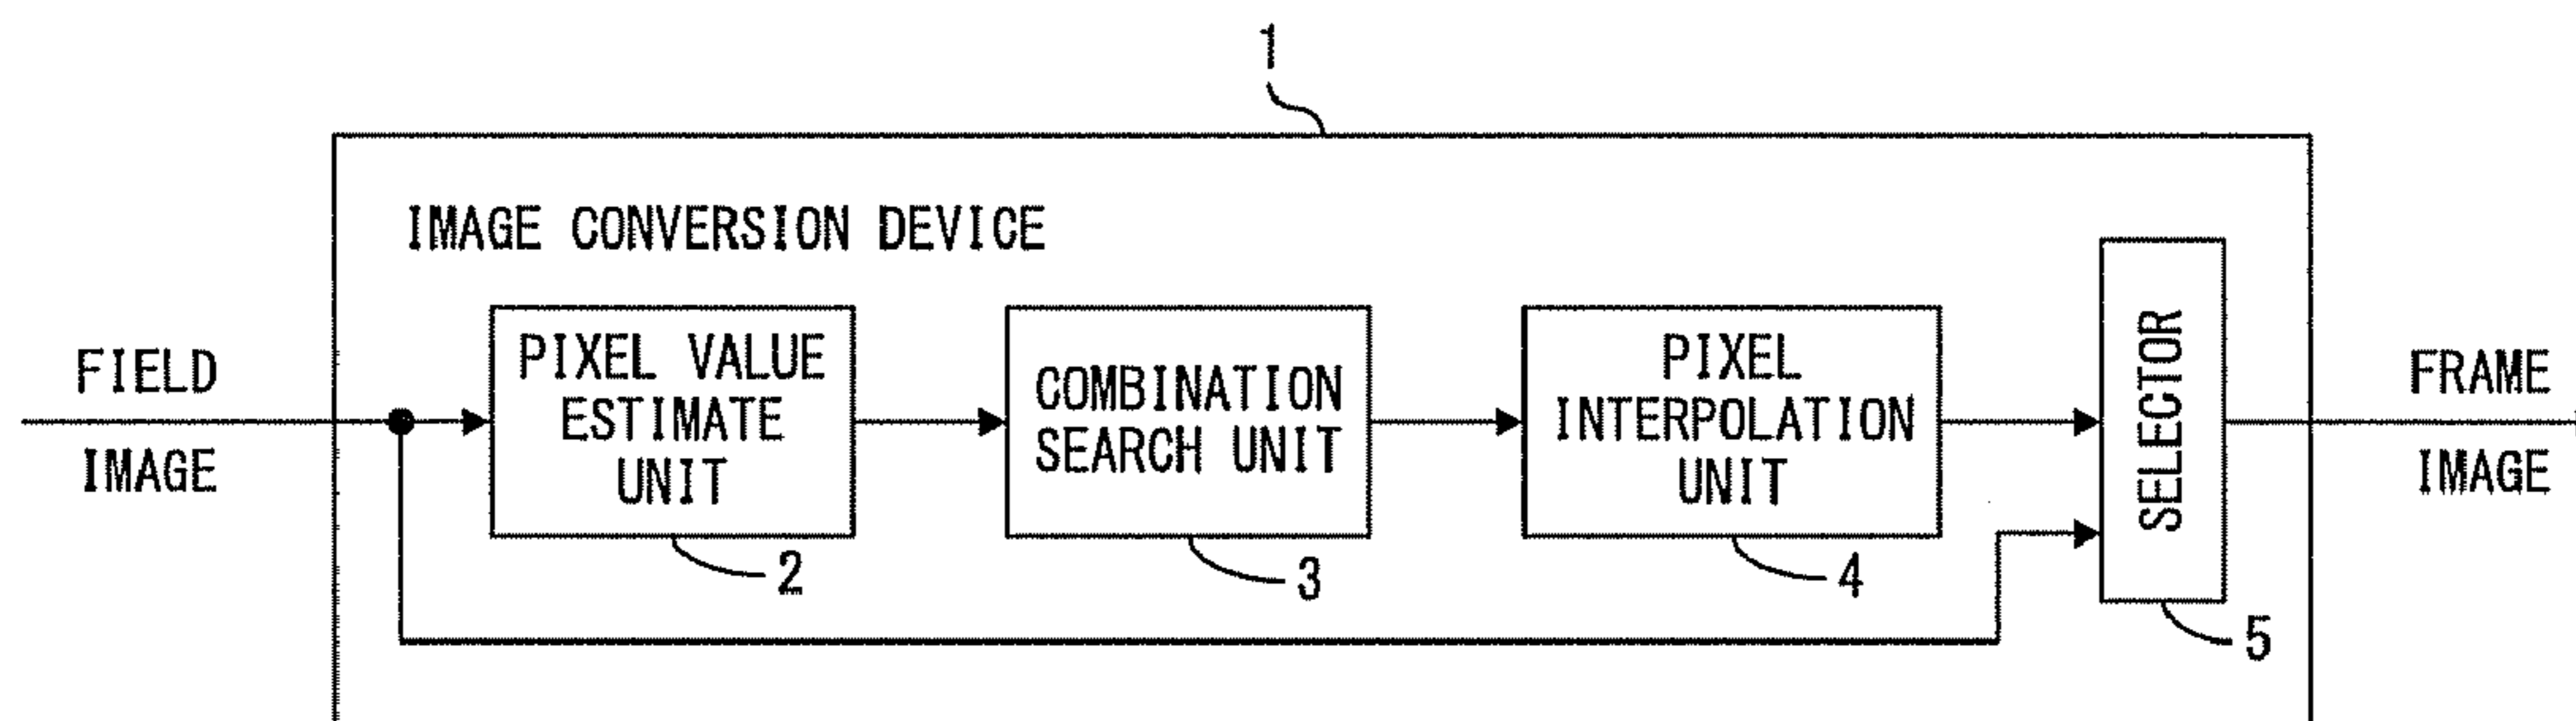 1
IMAGE CONVERSION DEVICE
FIELD
IMAGE
PIXEL VALUE
ESTIMATE
UNIT
2
COMBINATION
SEARCH UNIT
3
PIXEL
INTERPOLATION
UNIT
4
SELECTOR
5
FRAME
IMAGE